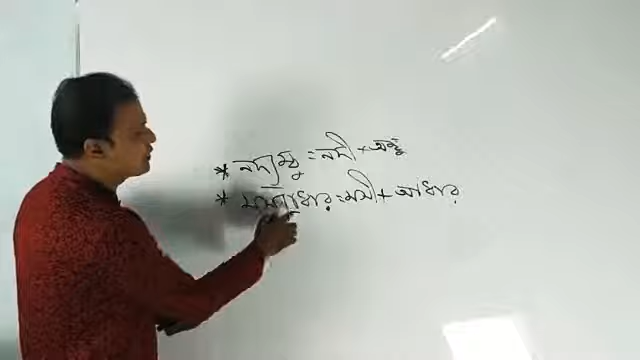 * নদ্যম্বু = নদী + অম্বু
* মস্যাধার = মসী + আধার